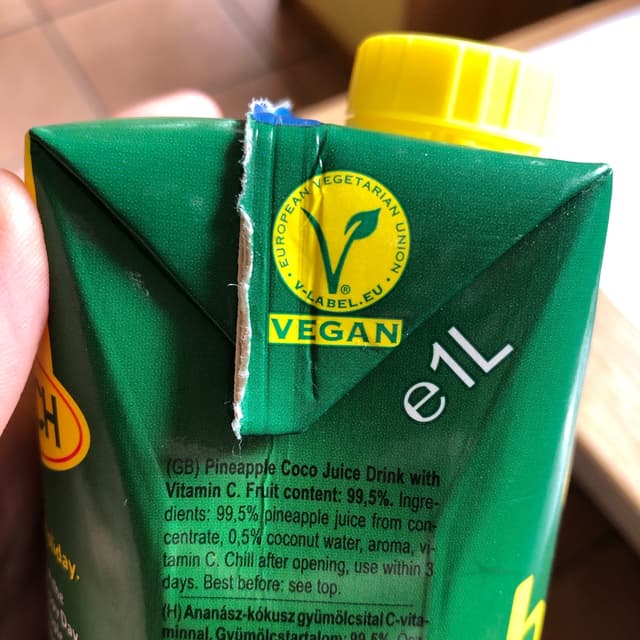 EUROPEAN VEGETARIAN UNION
V-LABEL.EU
®
VEGAN
e1L
CH
(GB) Pineapple Coco Juice Drink with
Vitamin C. Fruit content: 99,5%. Ingre-
dients: 99,5% pineapple juice from con-
centrate, 0,5% coconut water, aroma, vi-
tamin C. Chill after opening, use within 3
days. Best before: see top.
(H) Ananász-kókusz gyümölcsital C-vita-
minnal. Gyümölcstartalom: 99,5%.